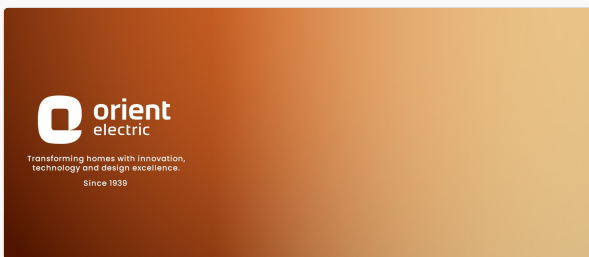 orient
electric
Transforming homes with innovation,
technology and design excellence.
Since 1939